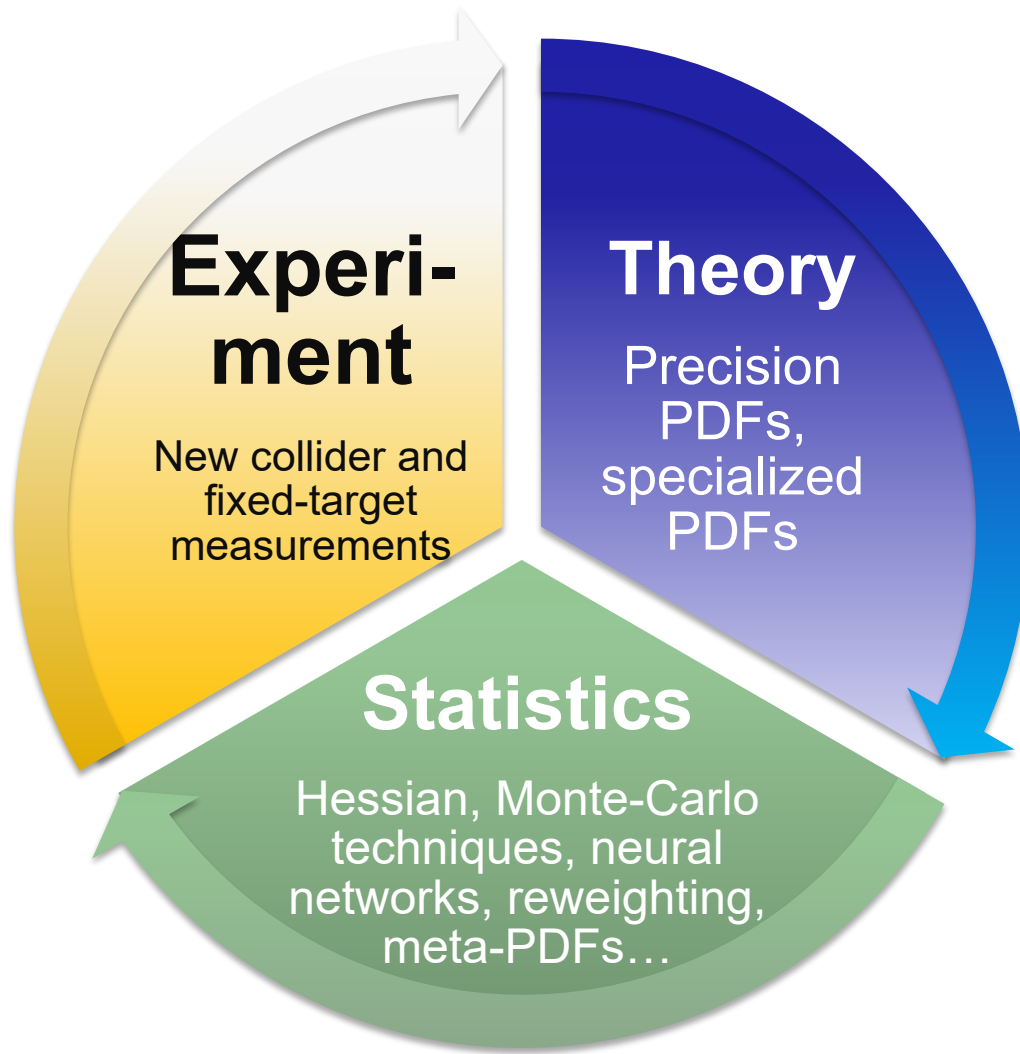 Experi-
ment
New collider and
fixed-target
measurements
Theory
Precision
PDFs,
specialized
PDFs
Statistics
Hessian, Monte-Carlo
techniques, neural
networks, reweighting,
meta-PDFs…